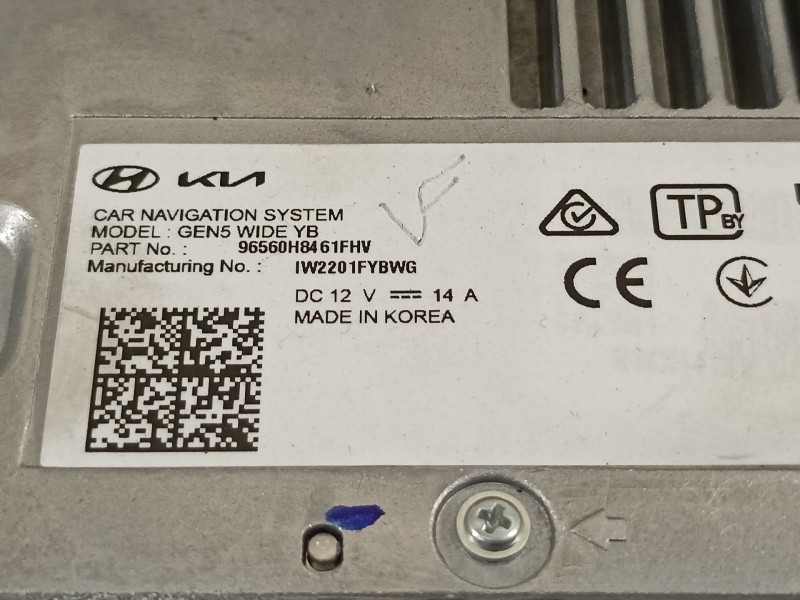 KIA
CAR NAVIGATION SYSTEM
MODEL : GEN5 WIDE YB
PART No. : 96560H8461FHV
Manufacturing No. : IW2201FYBWG
DC 12 V ⎓ 14 A
MADE IN KOREA
TP BY
CE